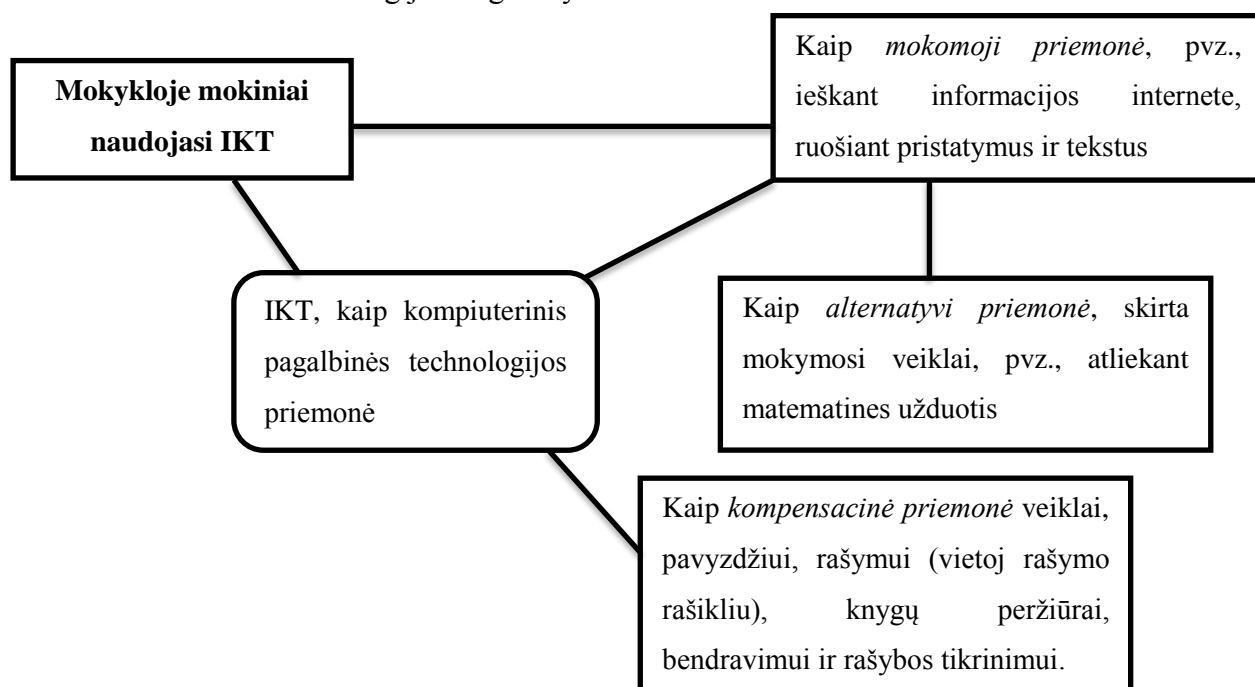 Mokykloje mokiniai
naudojasi IKT
Kaip mokomoji priemonė, pvz.,
ieškant informacijos internete,
ruošiant pristatymus ir tekstus
IKT, kaip kompiuterinis
pagalbinės technologijos
priemonė
Kaip alternatyvi priemonė, skirta
mokymosi veiklai, pvz., atliekant
matematines užduotis
Kaip kompensacinė priemonė veiklai,
pavyzdžiui, rašymui (vietoj rašymo
rašikliu), knygų peržiūrai,
bendravimui ir rašybos tikrinimui.